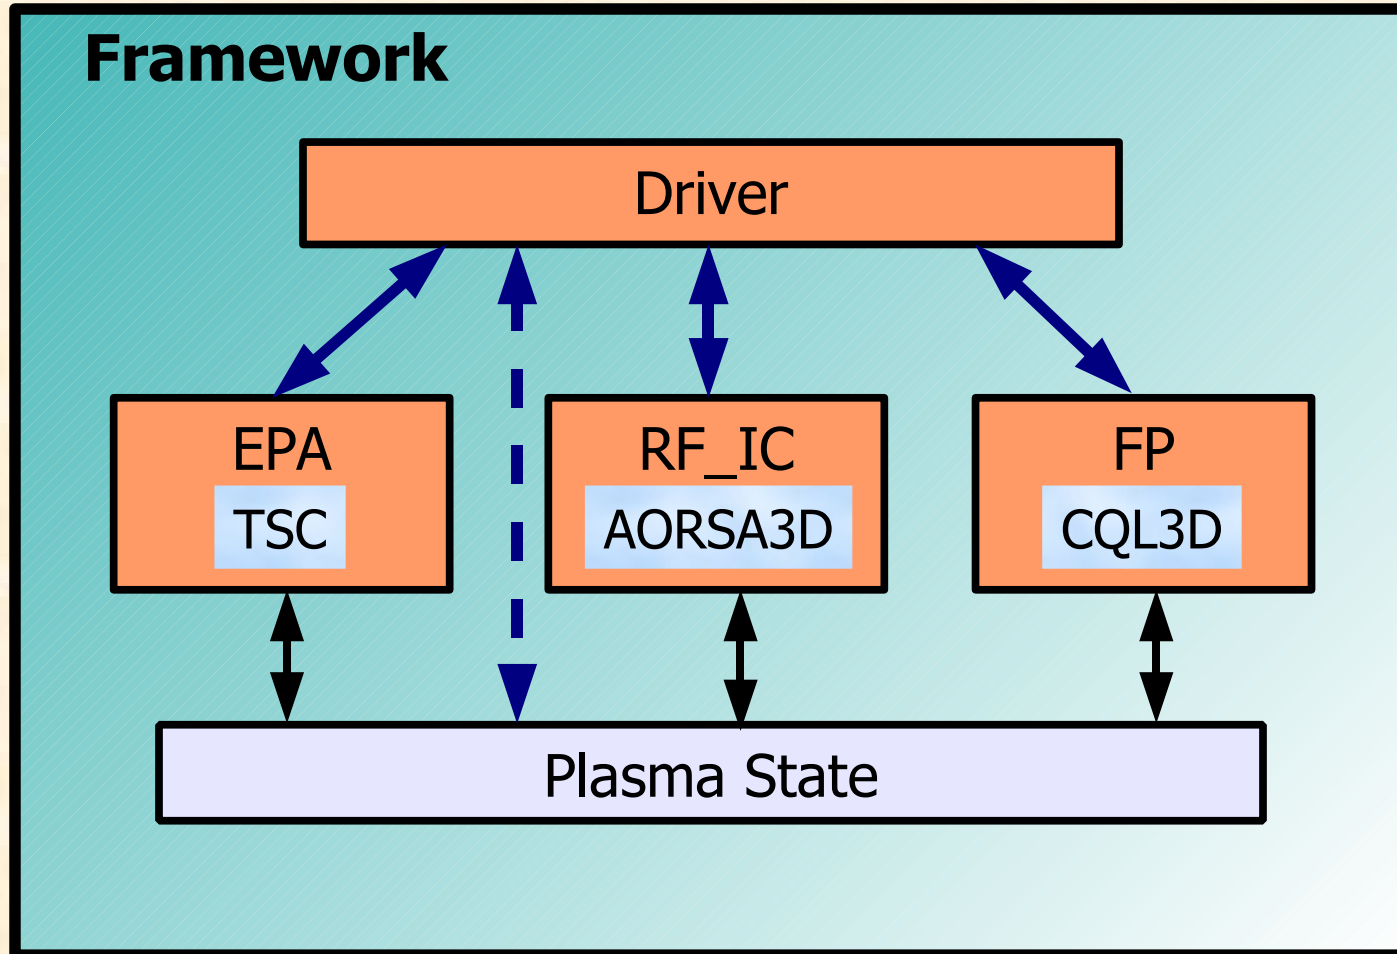 Framework
Driver
EPA
TSC
RF_IC
AORSA3D
FP
CQL3D
Plasma State